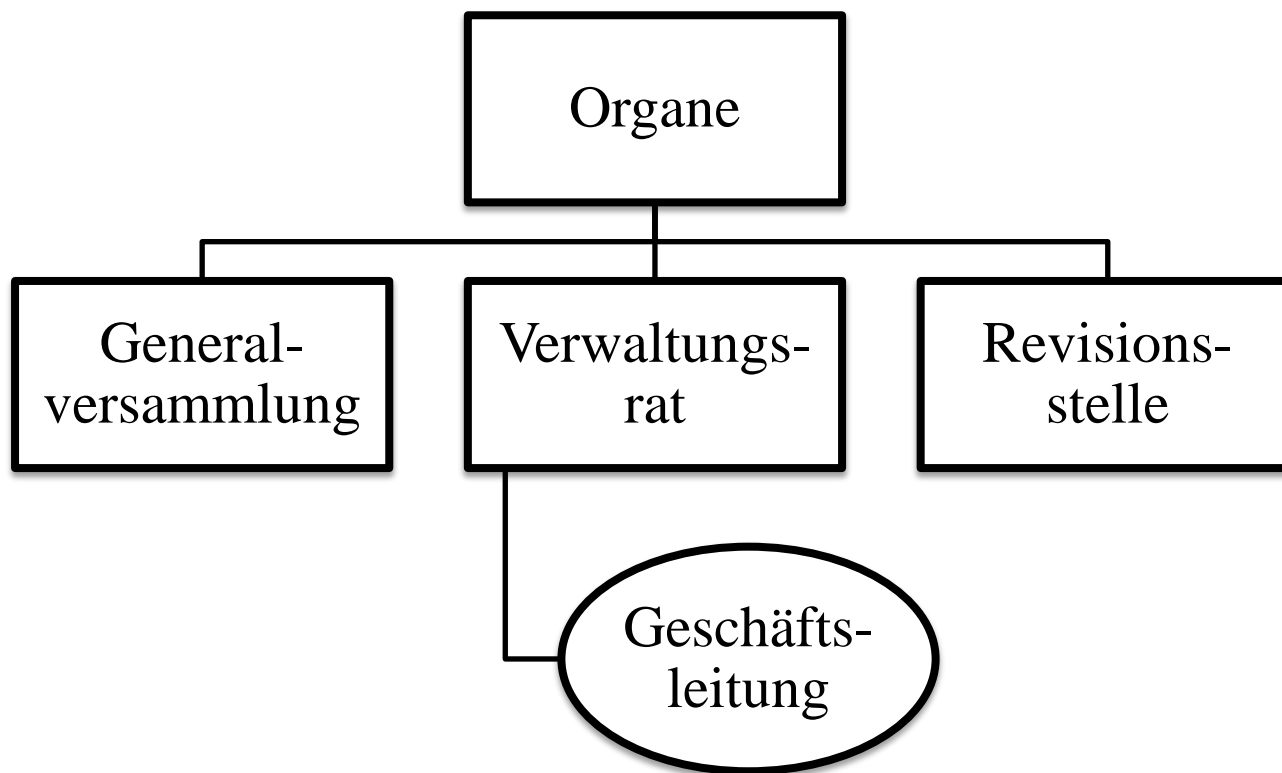 Organe
General-
versammlung
Verwaltungs-
rat
Revisions-
stelle
Geschäfts-
leitung